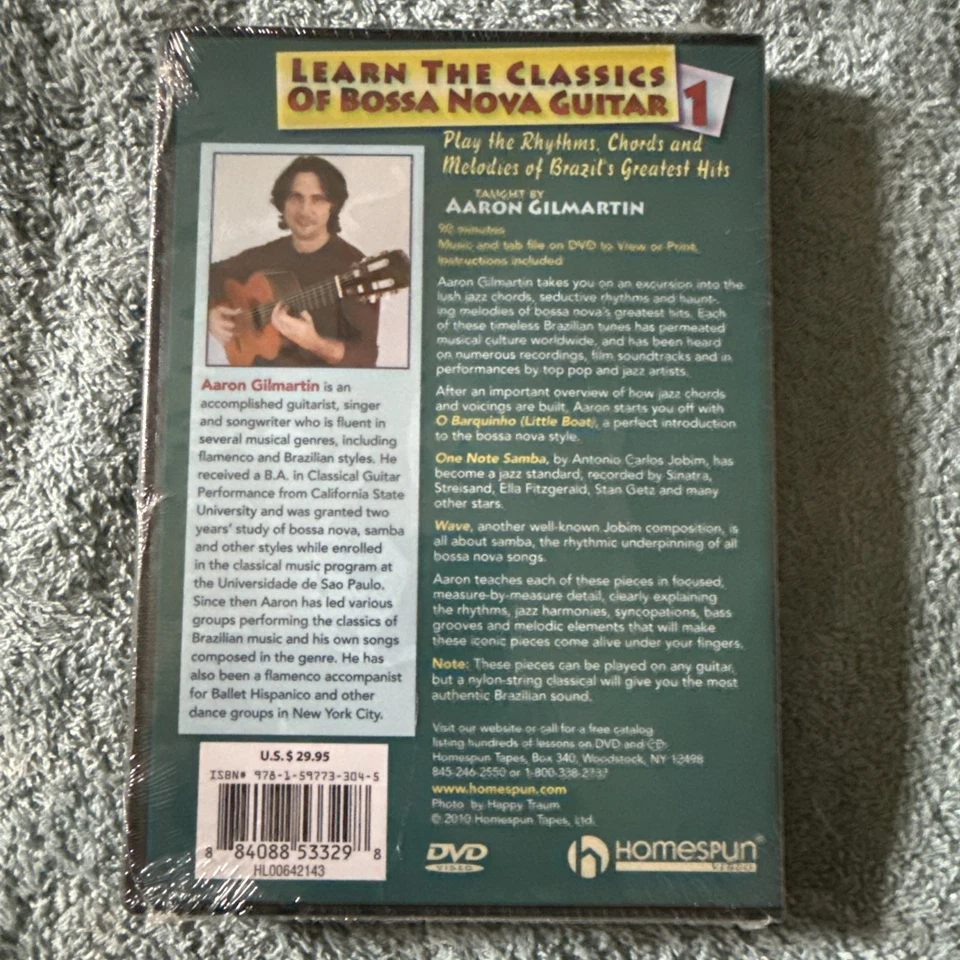 LEARN THE CLASSICS
OF BOSSA NOVA GUITAR
1
Play the Rhythms, Chords and
Melodies of Brazil's Greatest Hits
TAUGHT BY
AARON GILMARTIN
90 minutes
Music and tab file on DVD to View or Print,
Instructions included
Aaron Gilmartin takes you on an excursion into the
lush jazz chords, seductive rhythms and haunt-
ing melodies of bossa nova's greatest hits. Each
of these timeless Brazilian tunes has permeated
musical culture worldwide, and has been heard
on numerous recordings, film soundtracks and in
performances by top pop and jazz artists.
After an important overview of how jazz chords
and voicings are built, Aaron starts you off with
O Barquinho (Little Boat), a perfect introduction
to the bossa nova style.
One Note Samba, by Antonio Carlos Jobim, has
become a jazz standard, recorded by Sinatra,
Streisand, Ella Fitzgerald, Stan Getz and many
other stars.
Wave, another well-known Jobim composition, is
all about samba, the rhythmic underpinning of all
bossa nova songs.
Aaron teaches each of these pieces in focused,
measure-by-measure detail, clearly explaining
the rhythms, jazz harmonies, syncopations, bass
grooves and melodic elements that will make
these iconic pieces come alive under your fingers.
Note: These pieces can be played on any guitar,
but a nylon-string classical will give you the most
authentic Brazilian sound.
Visit our website or call for a free catalog
listing hundreds of lessons on DVD and CD:
Homespun Tapes, Box 340, Woodstock, NY 12498
845-246-2550 or 1-800-338-2737
www.homespun.com
Photo by Happy Traum
© 2010 Homespun Tapes, Ltd.
DVD
VIDEO
HOMESPUN
VIDEO
Aaron Gilmartin is an
accomplished guitarist, singer
and songwriter who is fluent in
several musical genres, including
flamenco and Brazilian styles. He
received a B.A. in Classical Guitar
Performance from California State
University and was granted two
years' study of bossa nova, samba
and other styles while enrolled
in the classical music program at
the Universidade de Sao Paulo.
Since then Aaron has led various
groups performing the classics of
Brazilian music and his own songs
composed in the genre. He has
also been a flamenco accompanist
for Ballet Hispanico and other
dance groups in New York City.
U.S.$ 29.95
ISBN# 978-1-59773-304-5
8 84088 53329 8
HL00642143